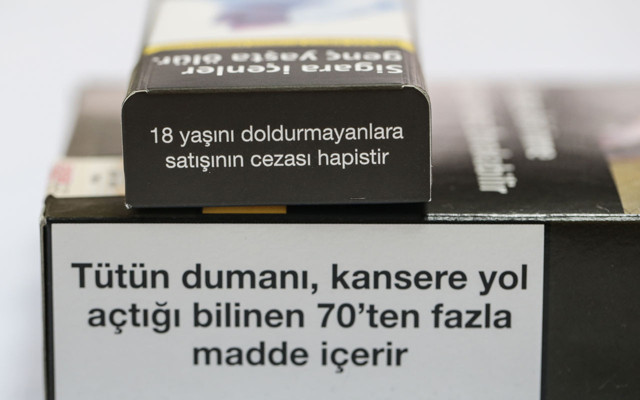 Sigara içenler
genç yaşta ölür.
18 yaşını doldurmayanlara
satışının cezası hapistir
Tütün dumanı, kansere yol
açtığı bilinen 70'ten fazla
madde içerir